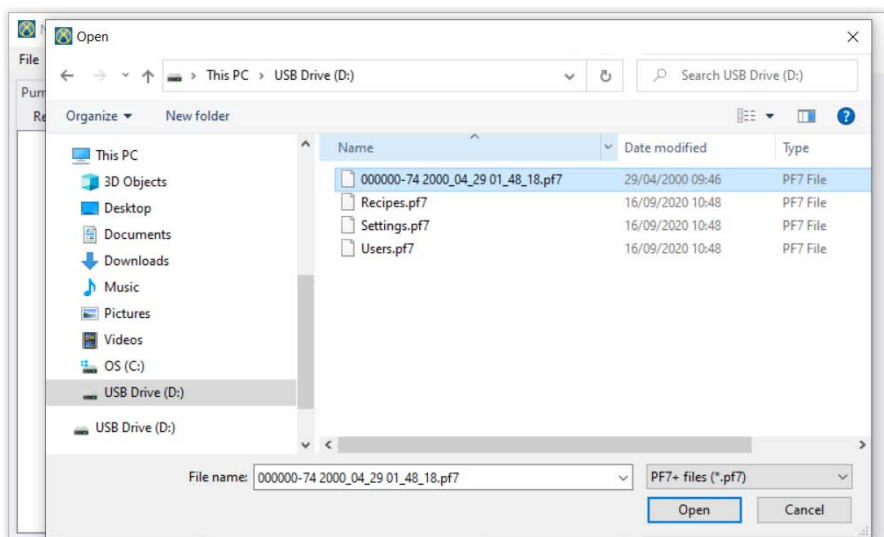 Open
File
This PC > USB Drive (D:)
Search USB Drive (D:)
Pum
Re
Organize
New folder
This PC
3D Objects
Desktop
Documents
Downloads
Music
Pictures
Videos
OS (C:)
USB Drive (D:)
USB Drive (D:)
Name Date modified Type
000000-74 2000_04_29 01_48_18.pf7 29/04/2000 09:46 PF7 File
Recipes.pf7 16/09/2020 10:48 PF7 File
Settings.pf7 16/09/2020 10:48 PF7 File
Users.pf7 16/09/2020 10:48 PF7 File
File name: 000000-74 2000_04_29 01_48_18.pf7 PF7+ files (*.pf7)
Open Cancel